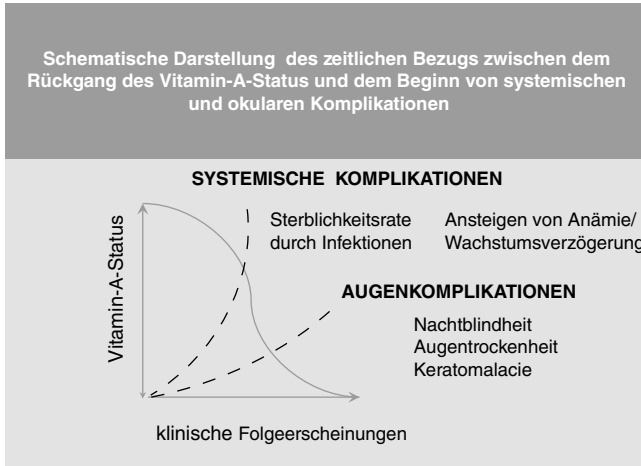 Schematische Darstellung des zeitlichen Bezugs zwischen dem
Rückgang des Vitamin-A-Status und dem Beginn von systemischen
und okularen Komplikationen
SYSTEMISCHE KOMPLIKATIONEN
Sterblichkeitsrate
durch Infektionen
Ansteigen von Anämie/
Wachstumsverzögerung
AUGENKOMPLIKATIONEN
Nachtblindheit
Augentrockenheit
Keratomalacie
Vitamin-A-Status
klinische Folgeerscheinungen